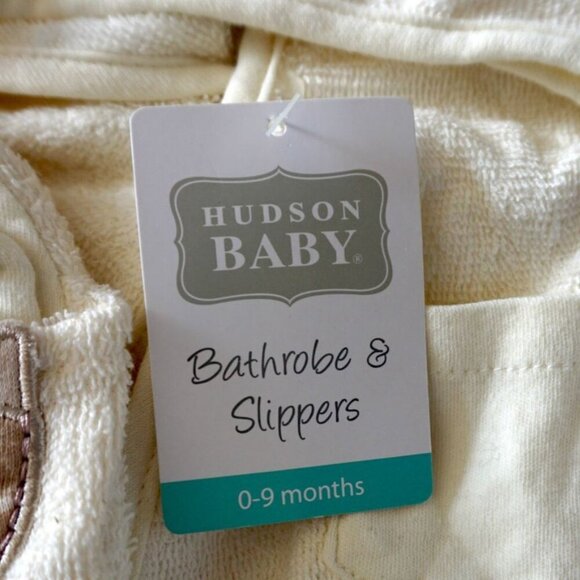 HUDSON
BABY®
Bathrobe &
Slippers
0-9 months